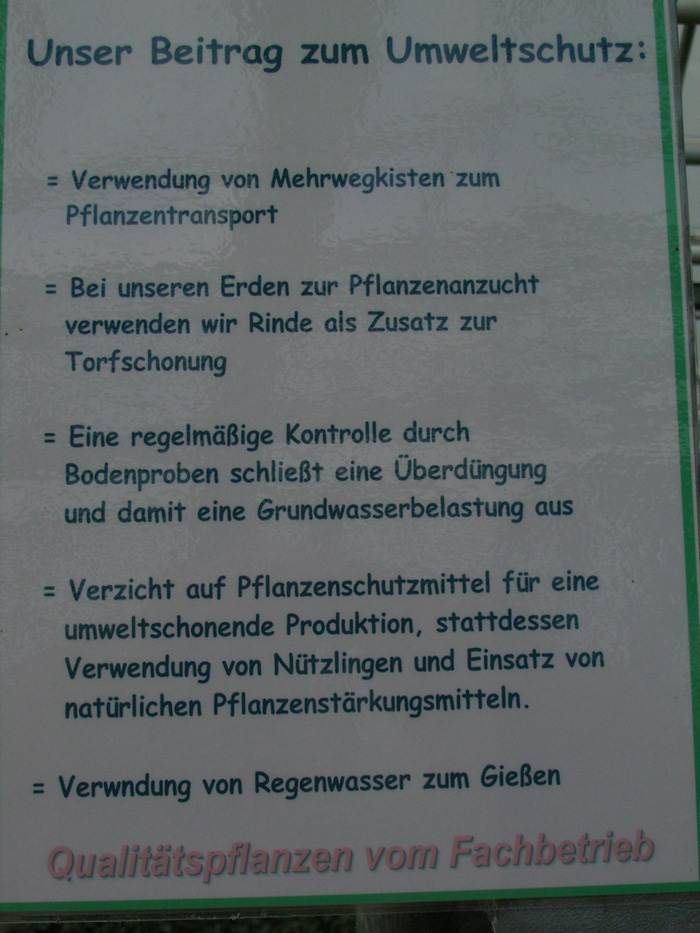 Unser Beitrag zum Umweltschutz:
= Verwendung von Mehrwegkisten zum
Pflanzentransport
= Bei unseren Erden zur Pflanzenanzucht
verwenden wir Rinde als Zusatz zur
Torfschonung
= Eine regelmäßige Kontrolle durch
Bodenproben schließt eine Überdüngung
und damit eine Grundwasserbelastung aus
= Verzicht auf Pflanzenschutzmittel für eine
umweltschonende Produktion, stattdessen
Verwendung von Nützlingen und Einsatz von
natürlichen Pflanzenstärkungsmitteln.
= Verwndung von Regenwasser zum Gießen
Qualitätspflanzen vom Fachbetrieb